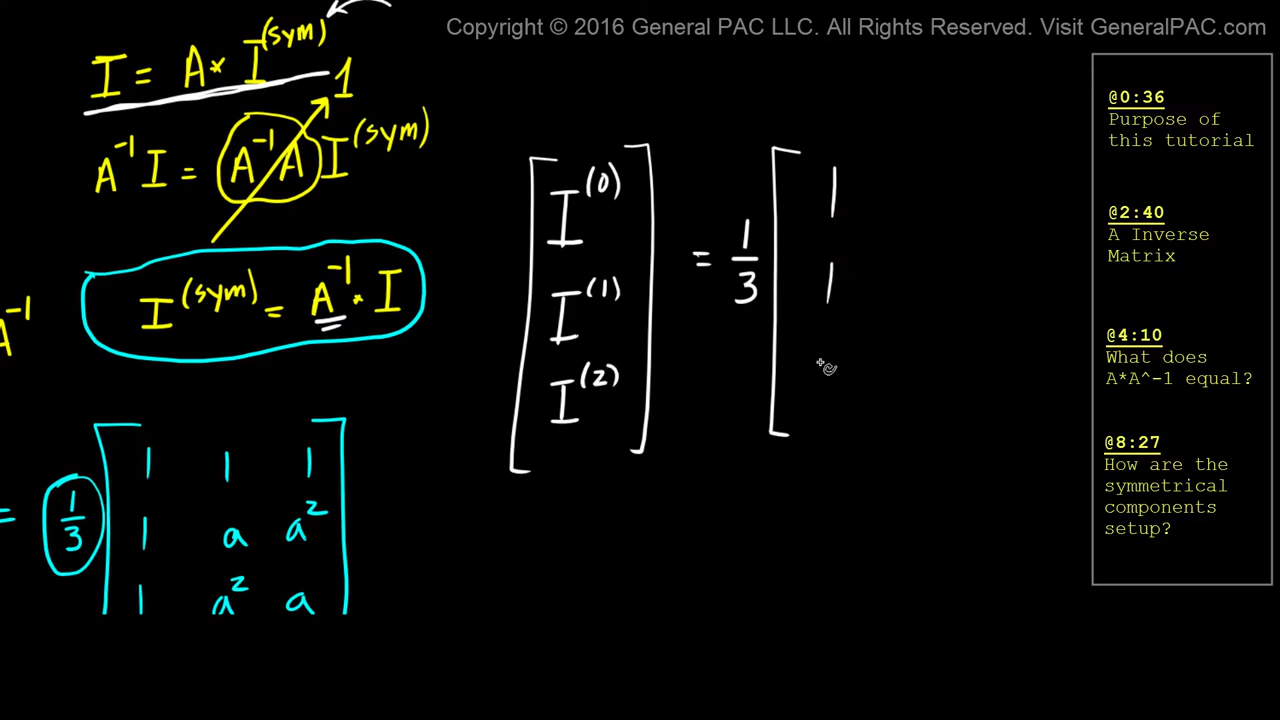 Copyright © 2016 General PAC LLC. All Rights Reserved. Visit GeneralPAC.com
I = A * I^(sym)
1
A^-1 I = A^-1 A I^(sym)
I^(sym) = A^-1 * I
A^-1
= 1/3 [ 1 1 1
1 a a^2
1 a^2 a ]
[ I^(0)
I^(1)
I^(2) ]
= 1/3 [ 1
1
@0:36
Purpose of
this tutorial
@2:40
A Inverse
Matrix
@4:10
What does
A*A^-1 equal?
@8:27
How are the
symmetrical
components
setup?